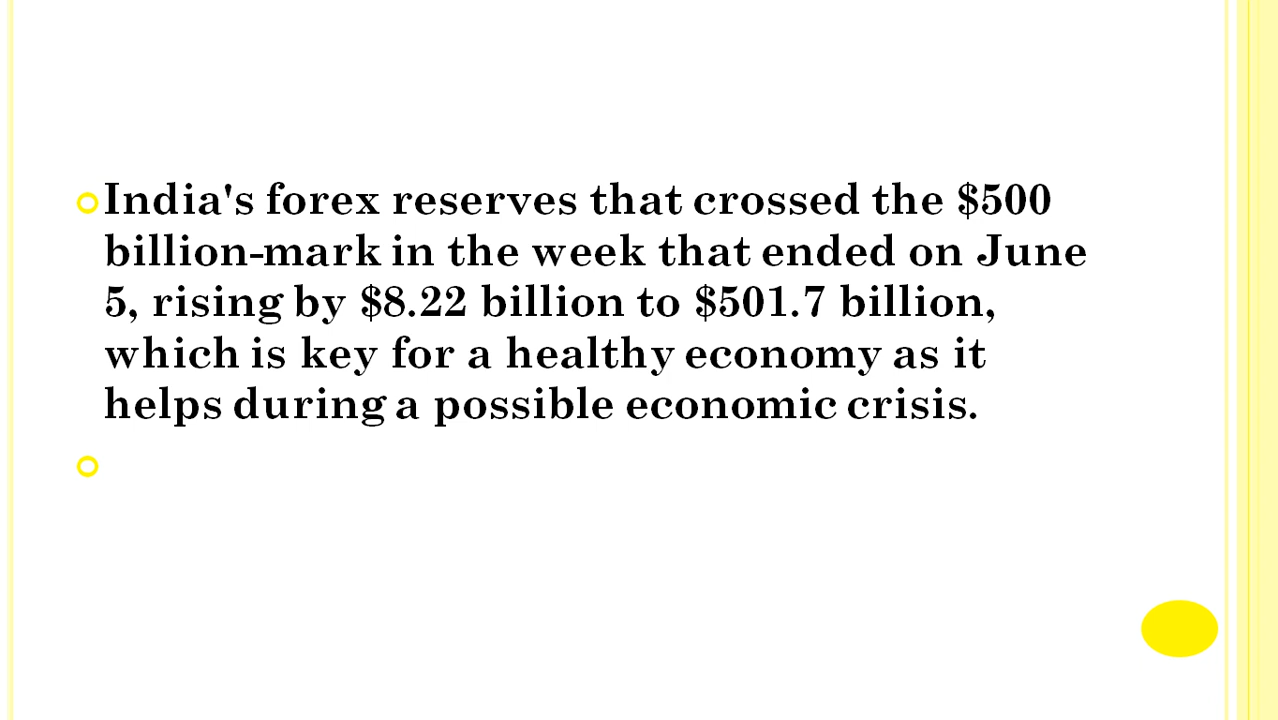 India's forex reserves that crossed the $500
billion-mark in the week that ended on June
5, rising by $8.22 billion to $501.7 billion,
which is key for a healthy economy as it
helps during a possible economic crisis.